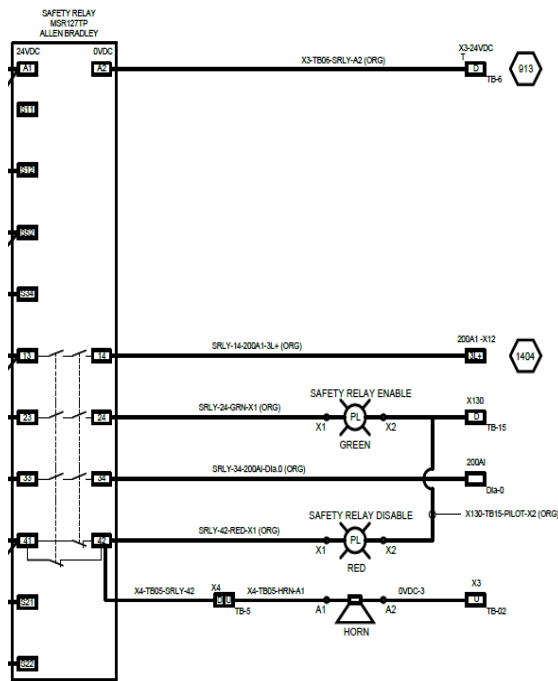 SAFETY RELAY
MSR127TP
ALLEN BRADLEY
24VDC 0VDC
A1 A2 X3-TB06-SRLY-A2 (ORG) X3-24VDC
T
D
TB-6
913
S11
S12
S52
S34
13 14 SRLY-14-200A1-3L+ (ORG) 200A1 -X12
3L+
1404
23 24 SRLY-24-GRN-X1 (ORG) SAFETY RELAY ENABLE
X1 PL X2
GREEN
X130
D
TB-15
33 34 SRLY-34-200AI-DIa.0 (ORG) 200AI
DIa-0
X130-TB15-PILOT-X2 (ORG)
41 42 SRLY-42-RED-X1 (ORG) SAFETY RELAY DISABLE
X1 PL X2
RED
X4-TB05-SRLY-42 X4
TB-5
X4-TB05-HRN-A1
A1 A2
HORN
0VDC-3
X3
TB-02
S21
S22